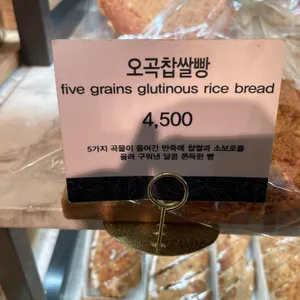 오곡찹쌀빵
five grains glutinous rice bread
4,500
5가지 곡물이 들어간 반죽에 찹쌀과 소보로를
올려 구워낸 달콤 쫀득한 빵